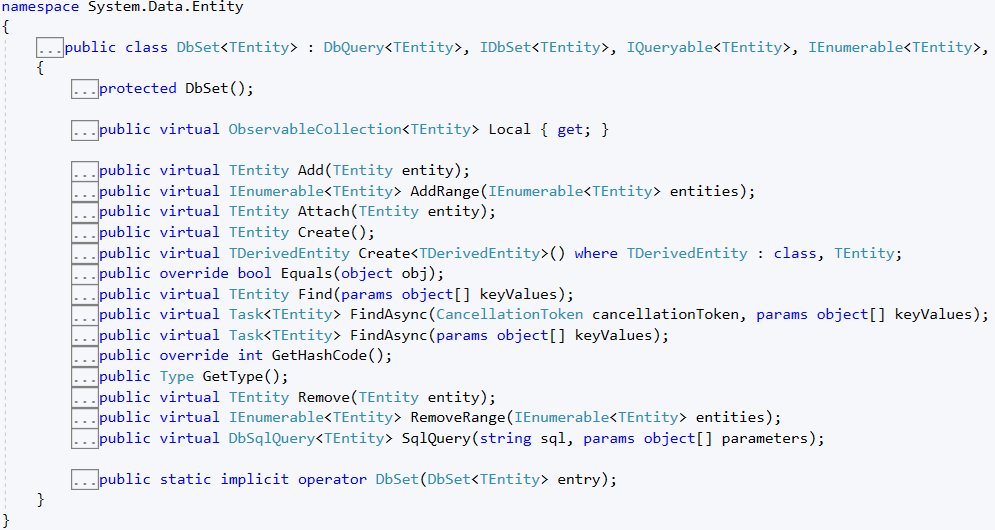 namespace System.Data.Entity
{
...public class DbSet<TEntity> : DbQuery<TEntity>, IDbSet<TEntity>, IQueryable<TEntity>, IEnumerable<TEntity>,
{
...protected DbSet();
...public virtual ObservableCollection<TEntity> Local { get; }
...public virtual TEntity Add(TEntity entity);
...public virtual IEnumerable<TEntity> AddRange(IEnumerable<TEntity> entities);
...public virtual TEntity Attach(TEntity entity);
...public virtual TEntity Create();
...public virtual TDerivedEntity Create<TDerivedEntity>() where TDerivedEntity : class, TEntity;
...public override bool Equals(object obj);
...public virtual TEntity Find(params object[] keyValues);
...public virtual Task<TEntity> FindAsync(CancellationToken cancellationToken, params object[] keyValues);
...public virtual Task<TEntity> FindAsync(params object[] keyValues);
...public override int GetHashCode();
...public Type GetType();
...public virtual TEntity Remove(TEntity entity);
...public virtual IEnumerable<TEntity> RemoveRange(IEnumerable<TEntity> entities);
...public virtual DbSqlQuery<TEntity> SqlQuery(string sql, params object[] parameters);
...public static implicit operator DbSet(DbSet<TEntity> entry);
}
}